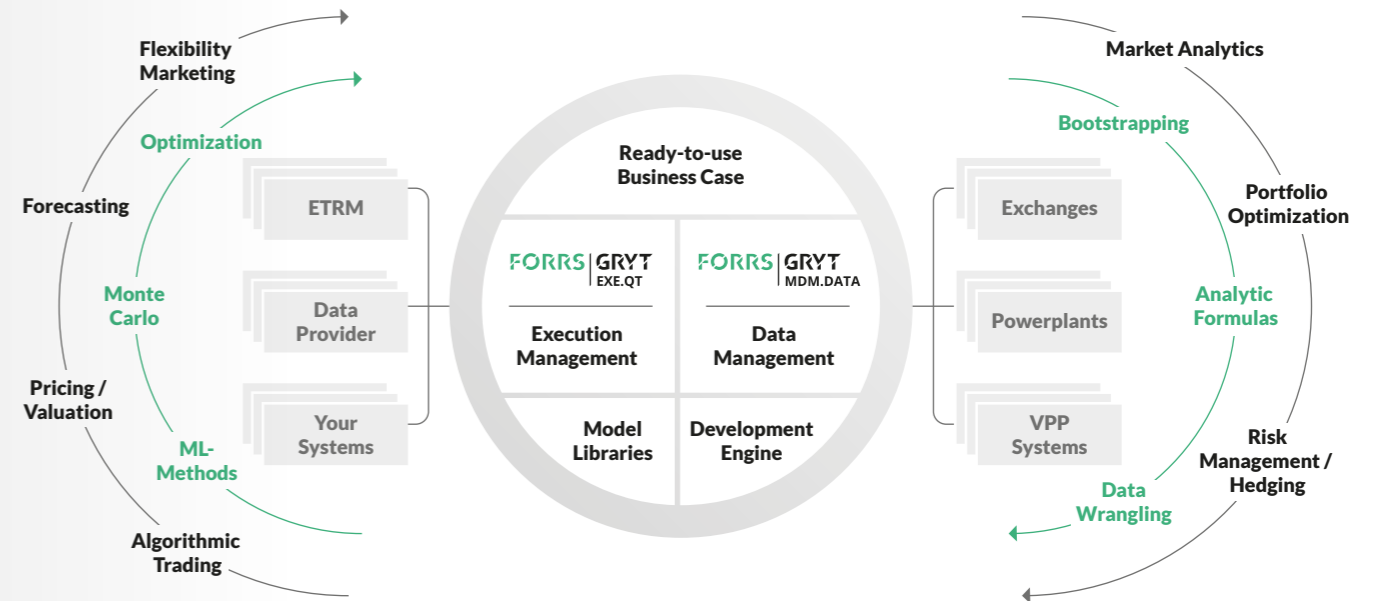 Flexibility
Marketing
Optimization
Forecasting
Monte
Carlo
Pricing /
Valuation
ML-
Methods
Algorithmic
Trading
ETRM
Data
Provider
Your
Systems
Ready-to-use
Business Case
FORRS | GRYT
EXE.QT
Execution
Management
FORRS | GRYT
MDM.DATA
Data
Management
Model
Libraries
Development
Engine
Exchanges
Powerplants
VPP
Systems
Market Analytics
Bootstrapping
Portfolio
Optimization
Analytic
Formulas
Risk
Management /
Hedging
Data
Wrangling